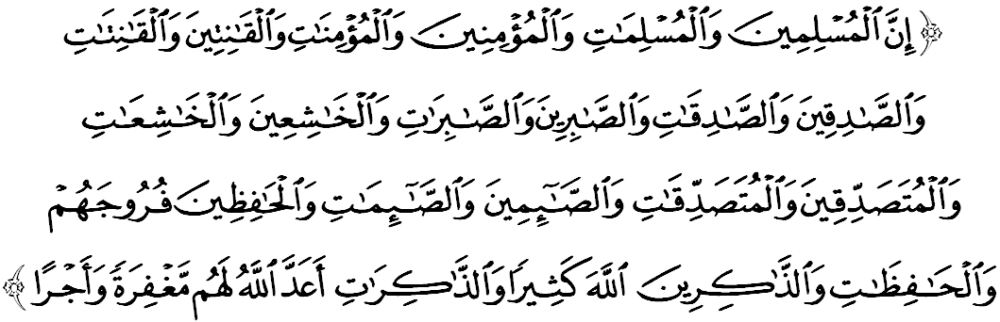 ﴿ إِنَّ ٱلْمُسْلِمِينَ وَٱلْمُسْلِمَٰتِ وَٱلْمُؤْمِنِينَ وَٱلْمُؤْمِنَٰتِ وَٱلْقَٰنِتِينَ وَٱلْقَٰنِتَٰتِ
وَٱلصَّٰدِقِينَ وَٱلصَّٰدِقَٰتِ وَٱلصَّٰبِرِينَ وَٱلصَّٰبِرَٰتِ وَٱلْخَٰشِعِينَ وَٱلْخَٰشِعَٰتِ
وَٱلْمُتَصَدِّقِينَ وَٱلْمُتَصَدِّقَٰتِ وَٱلصَّٰٓئِمِينَ وَٱلصَّٰٓئِمَٰتِ وَٱلْحَٰفِظِينَ فُرُوجَهُمْ
وَٱلْحَٰفِظَٰتِ وَٱلذَّٰكِرِينَ ٱللَّهَ كَثِيرًا وَٱلذَّٰكِرَٰتِ أَعَدَّ ٱللَّهُ لَهُم مَّغْفِرَةً وَأَجْرًا ﴾